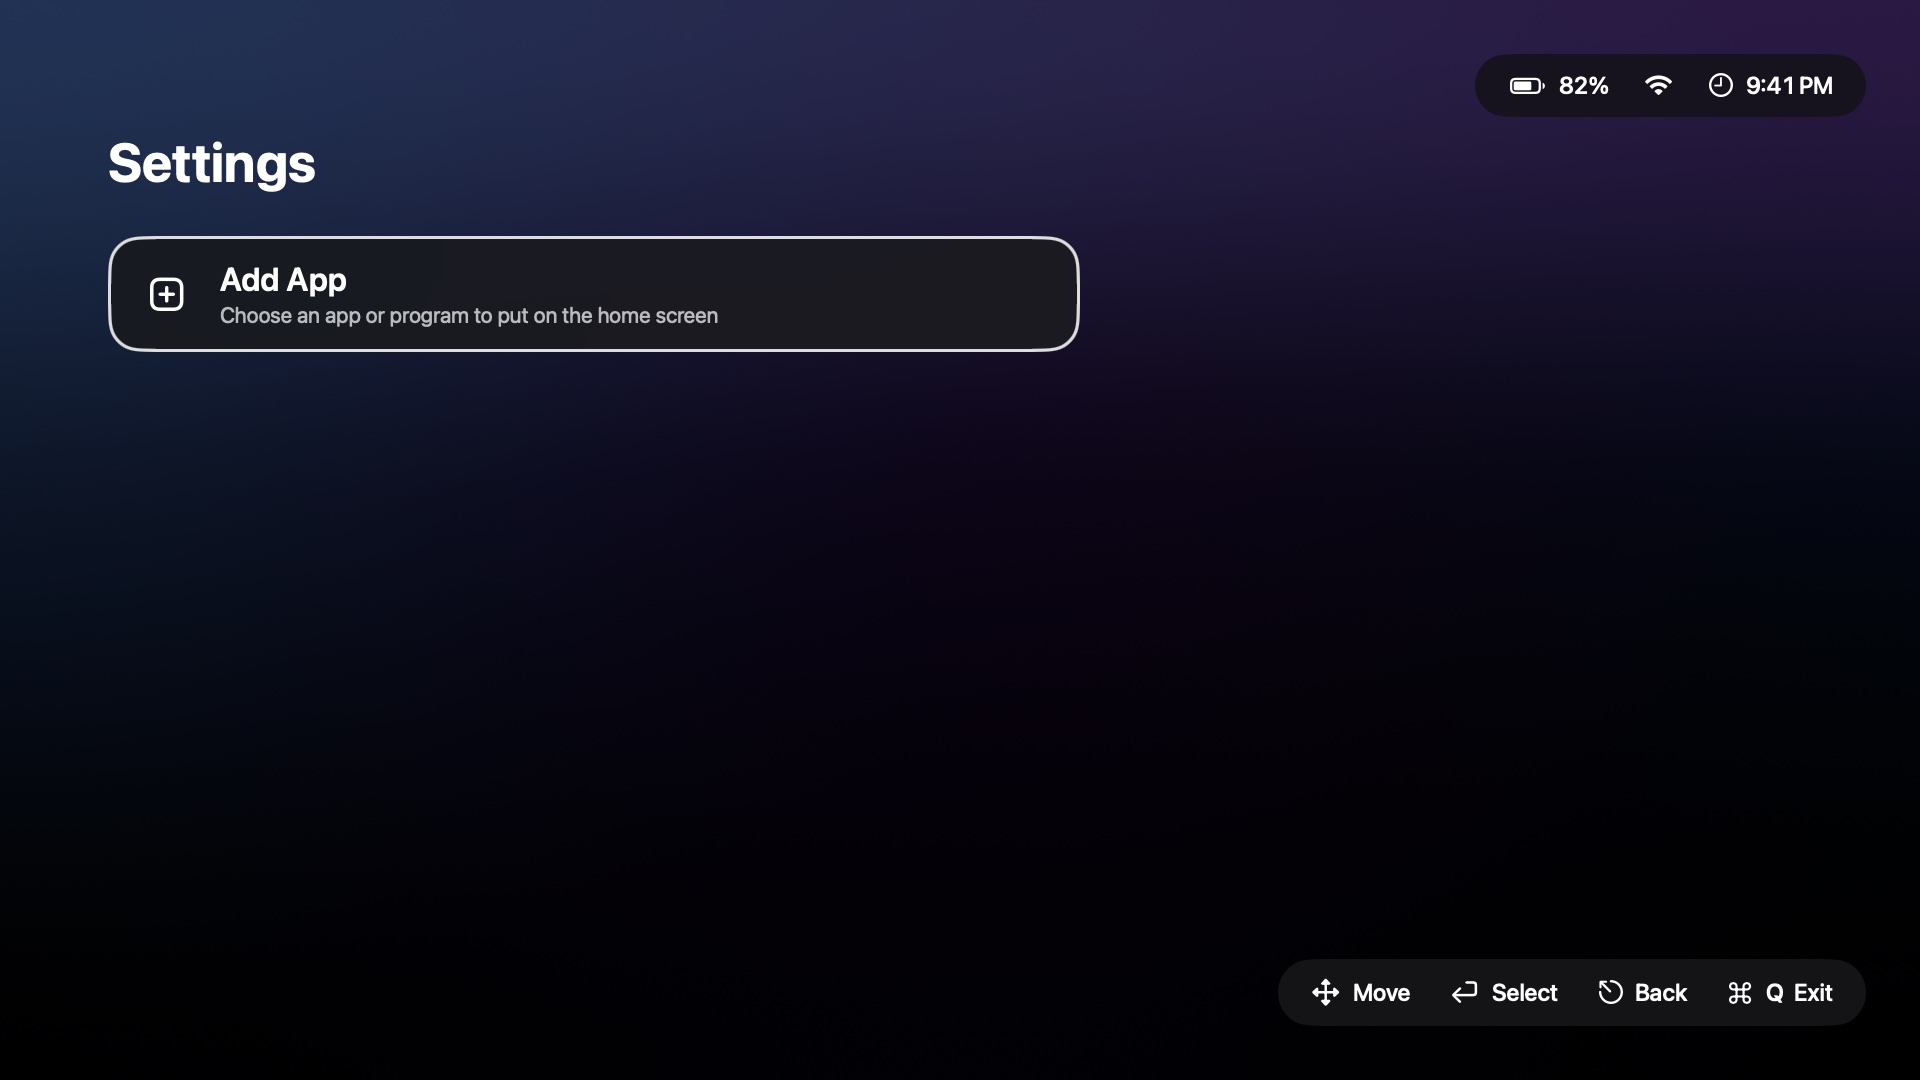 82%
9:41 PM
Settings
Add App
Choose an app or program to put on the home screen
Move
Select
Back
⌘ Q Exit